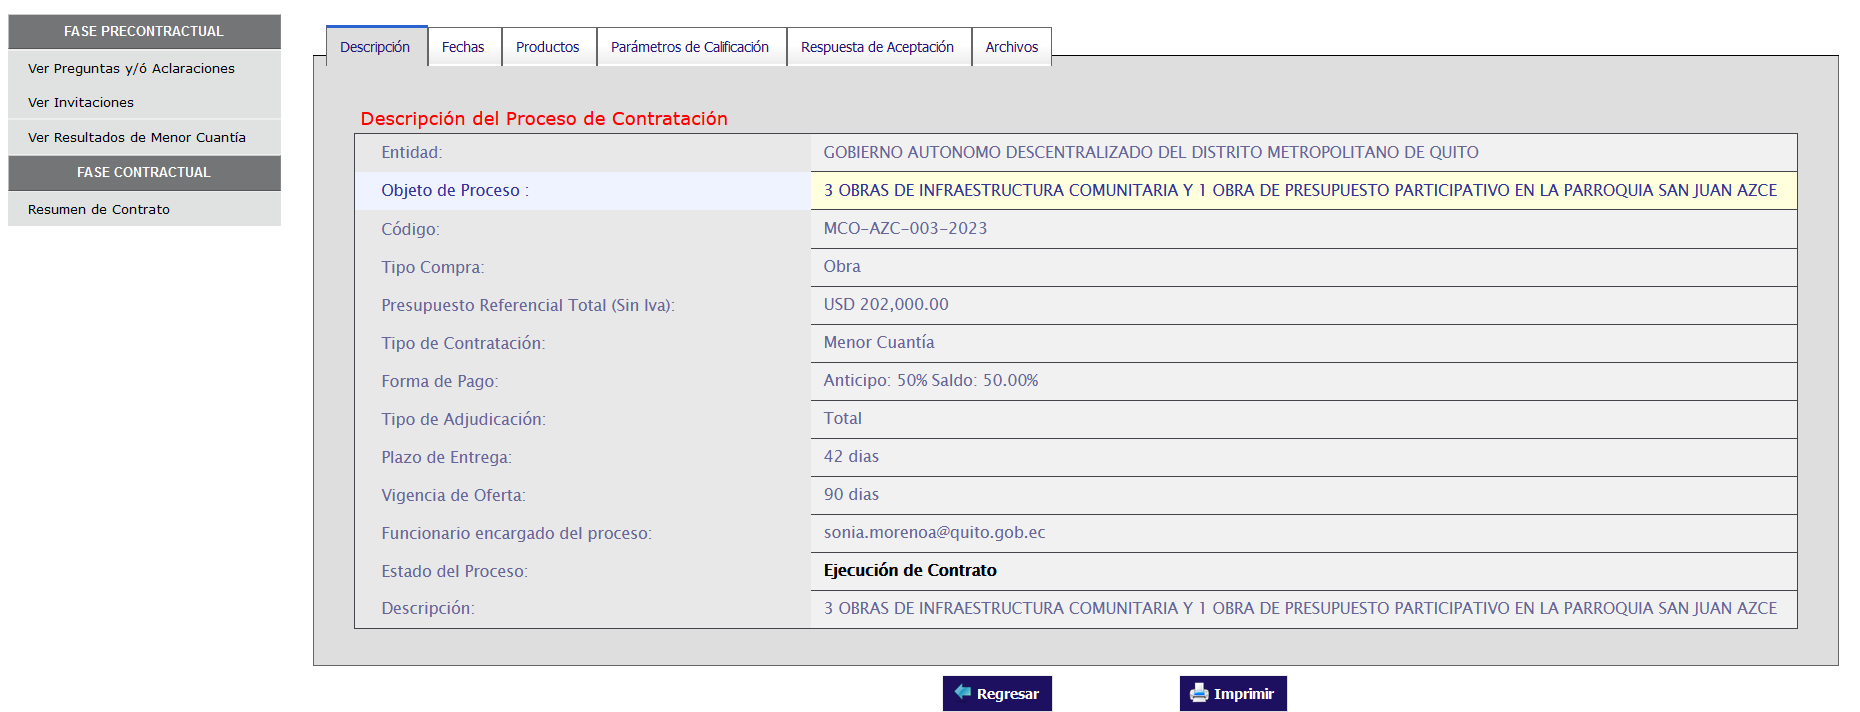 FASE PRECONTRACTUAL
Ver Preguntas y/ó Aclaraciones
Ver Invitaciones
Ver Resultados de Menor Cuantía
FASE CONTRACTUAL
Resumen de Contrato
Descripción Fechas Productos Parámetros de Calificación Respuesta de Aceptación Archivos
Descripción del Proceso de Contratación
Entidad: GOBIERNO AUTONOMO DESCENTRALIZADO DEL DISTRITO METROPOLITANO DE QUITO
Objeto de Proceso : 3 OBRAS DE INFRAESTRUCTURA COMUNITARIA Y 1 OBRA DE PRESUPUESTO PARTICIPATIVO EN LA PARROQUIA SAN JUAN AZCE
Código: MCO-AZC-003-2023
Tipo Compra: Obra
Presupuesto Referencial Total (Sin Iva): USD 202,000.00
Tipo de Contratación: Menor Cuantía
Forma de Pago: Anticipo: 50% Saldo: 50.00%
Tipo de Adjudicación: Total
Plazo de Entrega: 42 dias
Vigencia de Oferta: 90 dias
Funcionario encargado del proceso: sonia.morenoa@quito.gob.ec
Estado del Proceso: Ejecución de Contrato
Descripción: 3 OBRAS DE INFRAESTRUCTURA COMUNITARIA Y 1 OBRA DE PRESUPUESTO PARTICIPATIVO EN LA PARROQUIA SAN JUAN AZCE
Regresar Imprimir